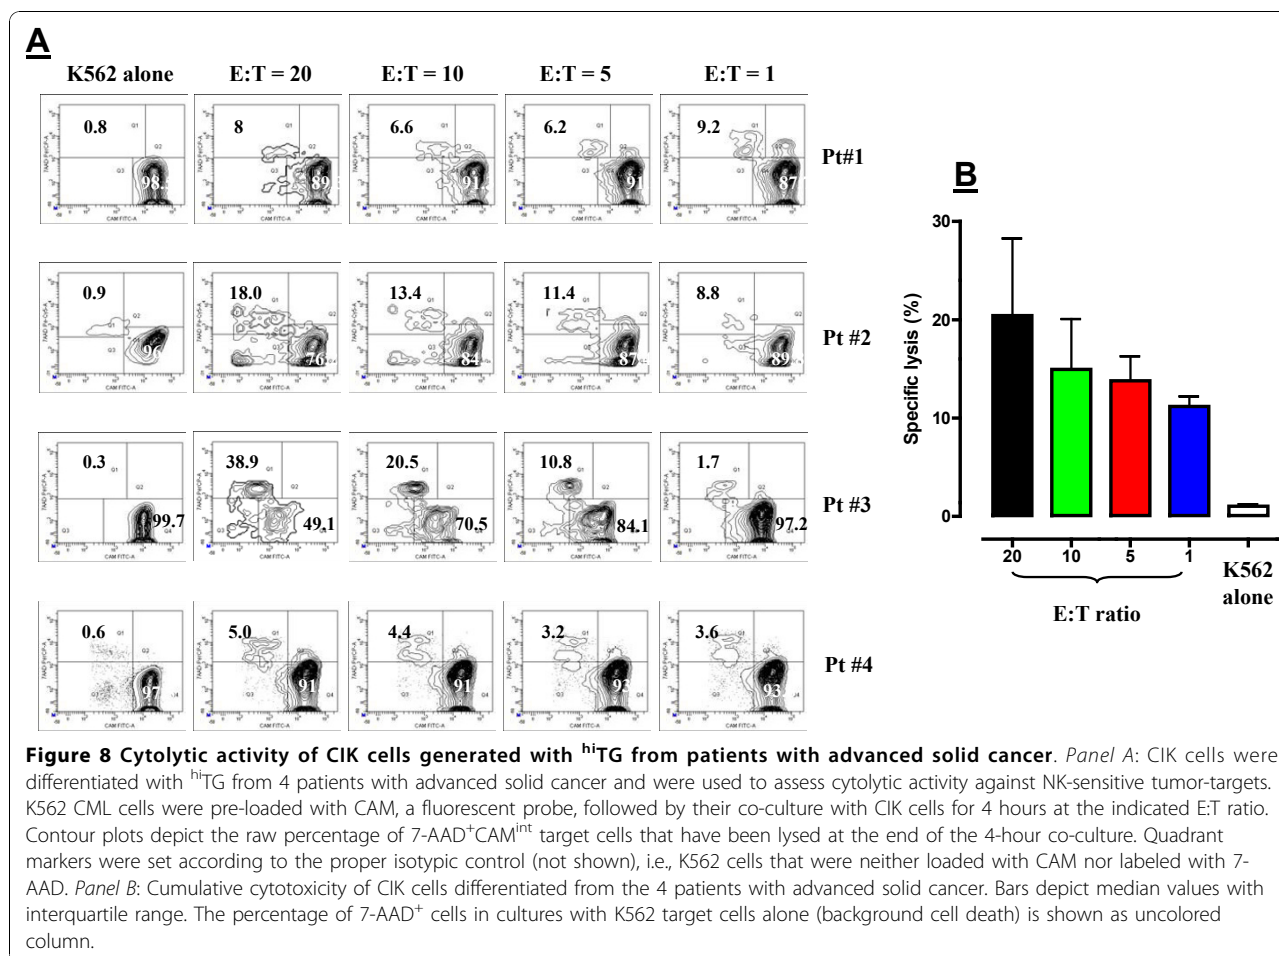 A
K562 alone E:T = 20 E:T = 10 E:T = 5 E:T = 1
0.8 8 6.6 6.2 9.2 Pt#1
98. 89. 91. 91 87
0.9 18.0 13.4 11.4 8.8 Pt #2
96 76 84 87 89
0.3 38.9 20.5 10.8 1.7 Pt #3
99.7 49.1 70.5 84.1 97.2
0.6 5.0 4.4 3.2 3.6 Pt #4
97 91 91 93 93
Q1 Q2 Q3 Q4
7AAD PerCP-A
CAM FITC-A
B
Specific lysis (%)
30
20
10
0
20 10 5 1 K562
alone
E:T ratio
Figure 8 Cytolytic activity of CIK cells generated with hiTG from patients with advanced solid cancer. Panel A: CIK cells were
differentiated with hiTG from 4 patients with advanced solid cancer and were used to assess cytolytic activity against NK-sensitive tumor-targets.
K562 CML cells were pre-loaded with CAM, a fluorescent probe, followed by their co-culture with CIK cells for 4 hours at the indicated E:T ratio.
Contour plots depict the raw percentage of 7-AAD+CAMint target cells that have been lysed at the end of the 4-hour co-culture. Quadrant
markers were set according to the proper isotypic control (not shown), i.e., K562 cells that were neither loaded with CAM nor labeled with 7-
AAD. Panel B: Cumulative cytotoxicity of CIK cells differentiated from the 4 patients with advanced solid cancer. Bars depict median values with
interquartile range. The percentage of 7-AAD+ cells in cultures with K562 target cells alone (background cell death) is shown as uncolored
column.